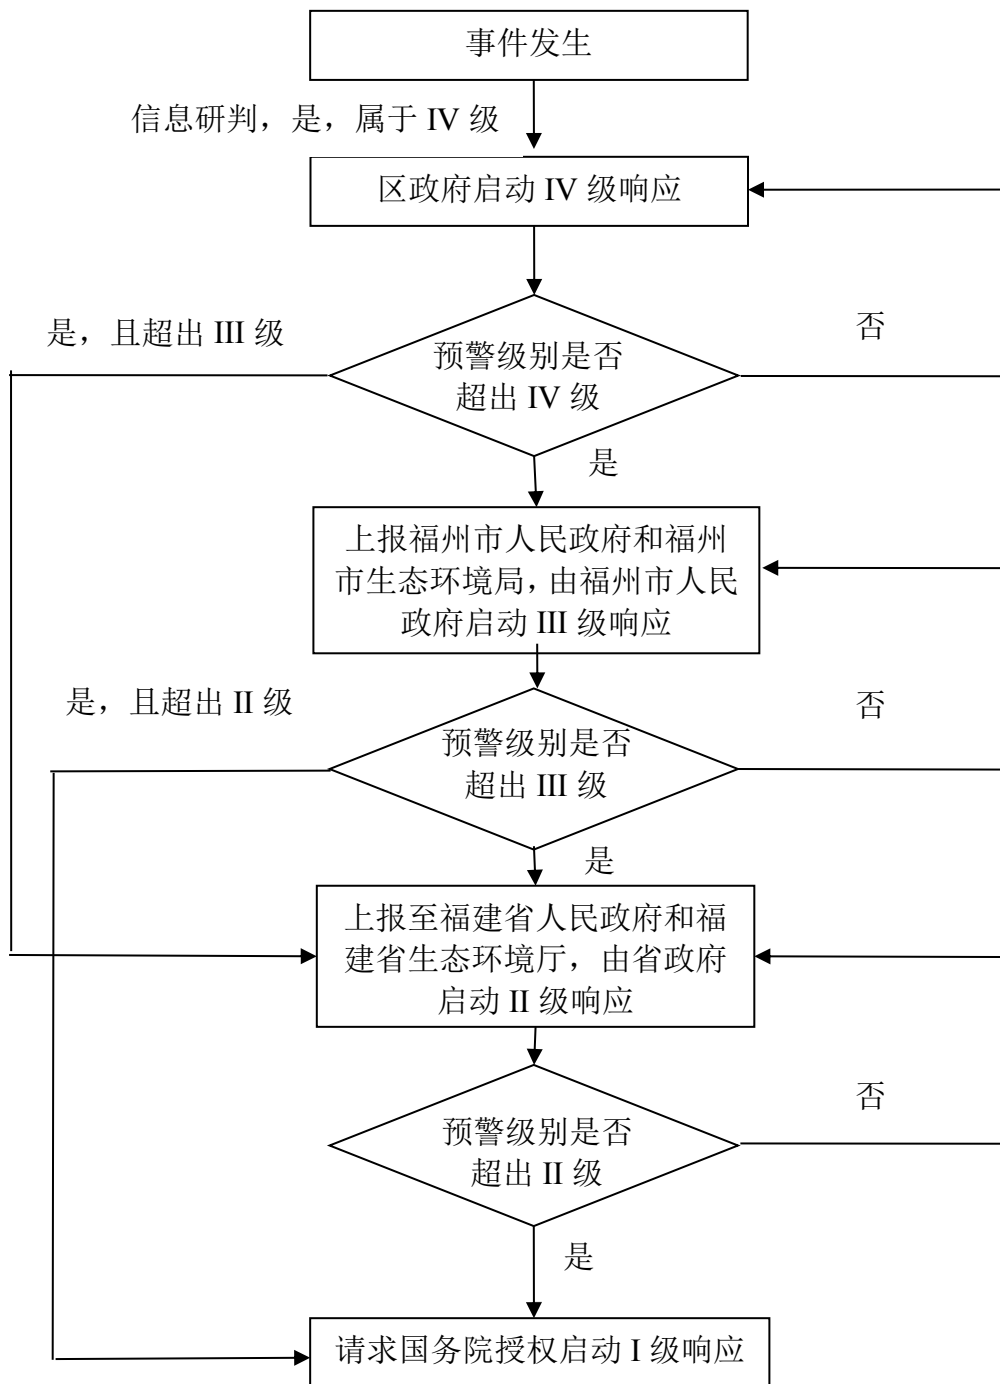 事件发生
信息研判，是，属于 IV 级
区政府启动 IV 级响应
是，且超出 III 级
否
预警级别是否
超出 IV 级
是
上报福州市人民政府和福州
市生态环境局，由福州市人民
政府启动 III 级响应
是，且超出 II 级
否
预警级别是否
超出 III 级
是
上报至福建省人民政府和福
建省生态环境厅，由省政府
启动 II 级响应
否
预警级别是否
超出 II 级
是
请求国务院授权启动 I 级响应